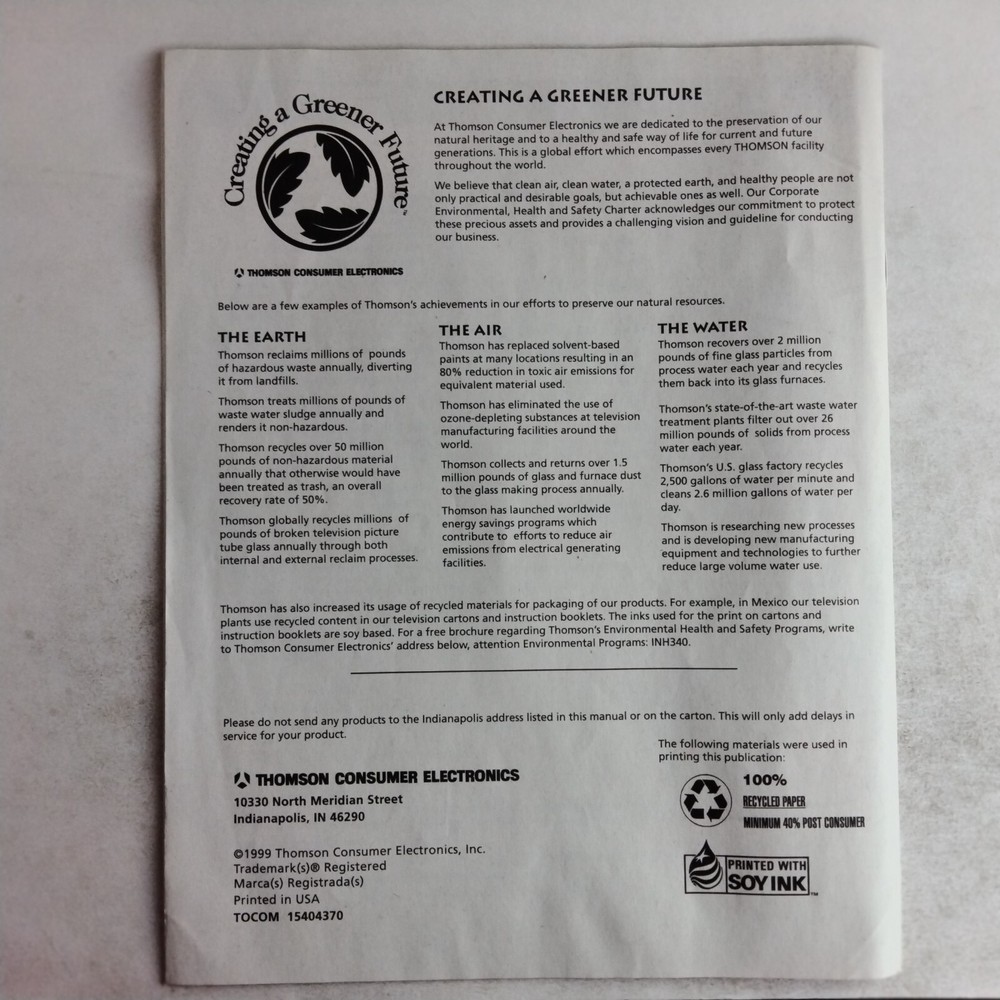 Creating a Greener Future
THOMSON CONSUMER ELECTRONICS
CREATING A GREENER FUTURE
At Thomson Consumer Electronics we are dedicated to the preservation of our
natural heritage and to a healthy and safe way of life for current and future
generations. This is a global effort which encompasses every THOMSON facility
throughout the world.
We believe that clean air, clean water, a protected earth, and healthy people are not
only practical and desirable goals, but achievable ones as well. Our Corporate
Environmental, Health and Safety Charter acknowledges our commitment to protect
these precious assets and provides a challenging vision and guideline for conducting
our business.
Below are a few examples of Thomson's achievements in our efforts to preserve our natural resources.
THE EARTH
Thomson reclaims millions of pounds
of hazardous waste annually, diverting
it from landfills.
Thomson treats millions of pounds of
waste water sludge annually and
renders it non-hazardous.
Thomson recycles over 50 million
pounds of non-hazardous material
annually that otherwise would have
been treated as trash, an overall
recovery rate of 50%.
Thomson globally recycles millions of
pounds of broken television picture
tube glass annually through both
internal and external reclaim processes.
THE AIR
Thomson has replaced solvent-based
paints at many locations resulting in an
80% reduction in toxic air emissions for
equivalent material used.
Thomson has eliminated the use of
ozone-depleting substances at television
manufacturing facilities around the
world.
Thomson collects and returns over 1.5
million pounds of glass and furnace dust
to the glass making process annually.
Thomson has launched worldwide
energy savings programs which
contribute to efforts to reduce air
emissions from electrical generating
facilities.
THE WATER
Thomson recovers over 2 million
pounds of fine glass particles from
process water each year and recycles
them back into its glass furnaces.
Thomson's state-of-the-art waste water
treatment plants filter out over 26
million pounds of solids from process
water each year.
Thomson's U.S. glass factory recycles
2,500 gallons of water per minute and
cleans 2.6 million gallons of water per
day.
Thomson is researching new processes
and is developing new manufacturing
equipment and technologies to further
reduce large volume water use.
Thomson has also increased its usage of recycled materials for packaging of our products. For example, in Mexico our television
plants use recycled content in our television cartons and instruction booklets. The inks used for the print on cartons and
instruction booklets are soy based. For a free brochure regarding Thomson's Environmental Health and Safety Programs, write
to Thomson Consumer Electronics' address below, attention Environmental Programs: INH340.
Please do not send any products to the Indianapolis address listed in this manual or on the carton. This will only add delays in
service for your product.
THOMSON CONSUMER ELECTRONICS
10330 North Meridian Street
Indianapolis, IN 46290
©1999 Thomson Consumer Electronics, Inc.
Trademark(s)® Registered
Marca(s) Registrada(s)
Printed in USA
TOCOM 15404370
The following materials were used in
printing this publication:
100%
RECYCLED PAPER
MINIMUM 40% POST CONSUMER
PRINTED WITH
SOY INK™